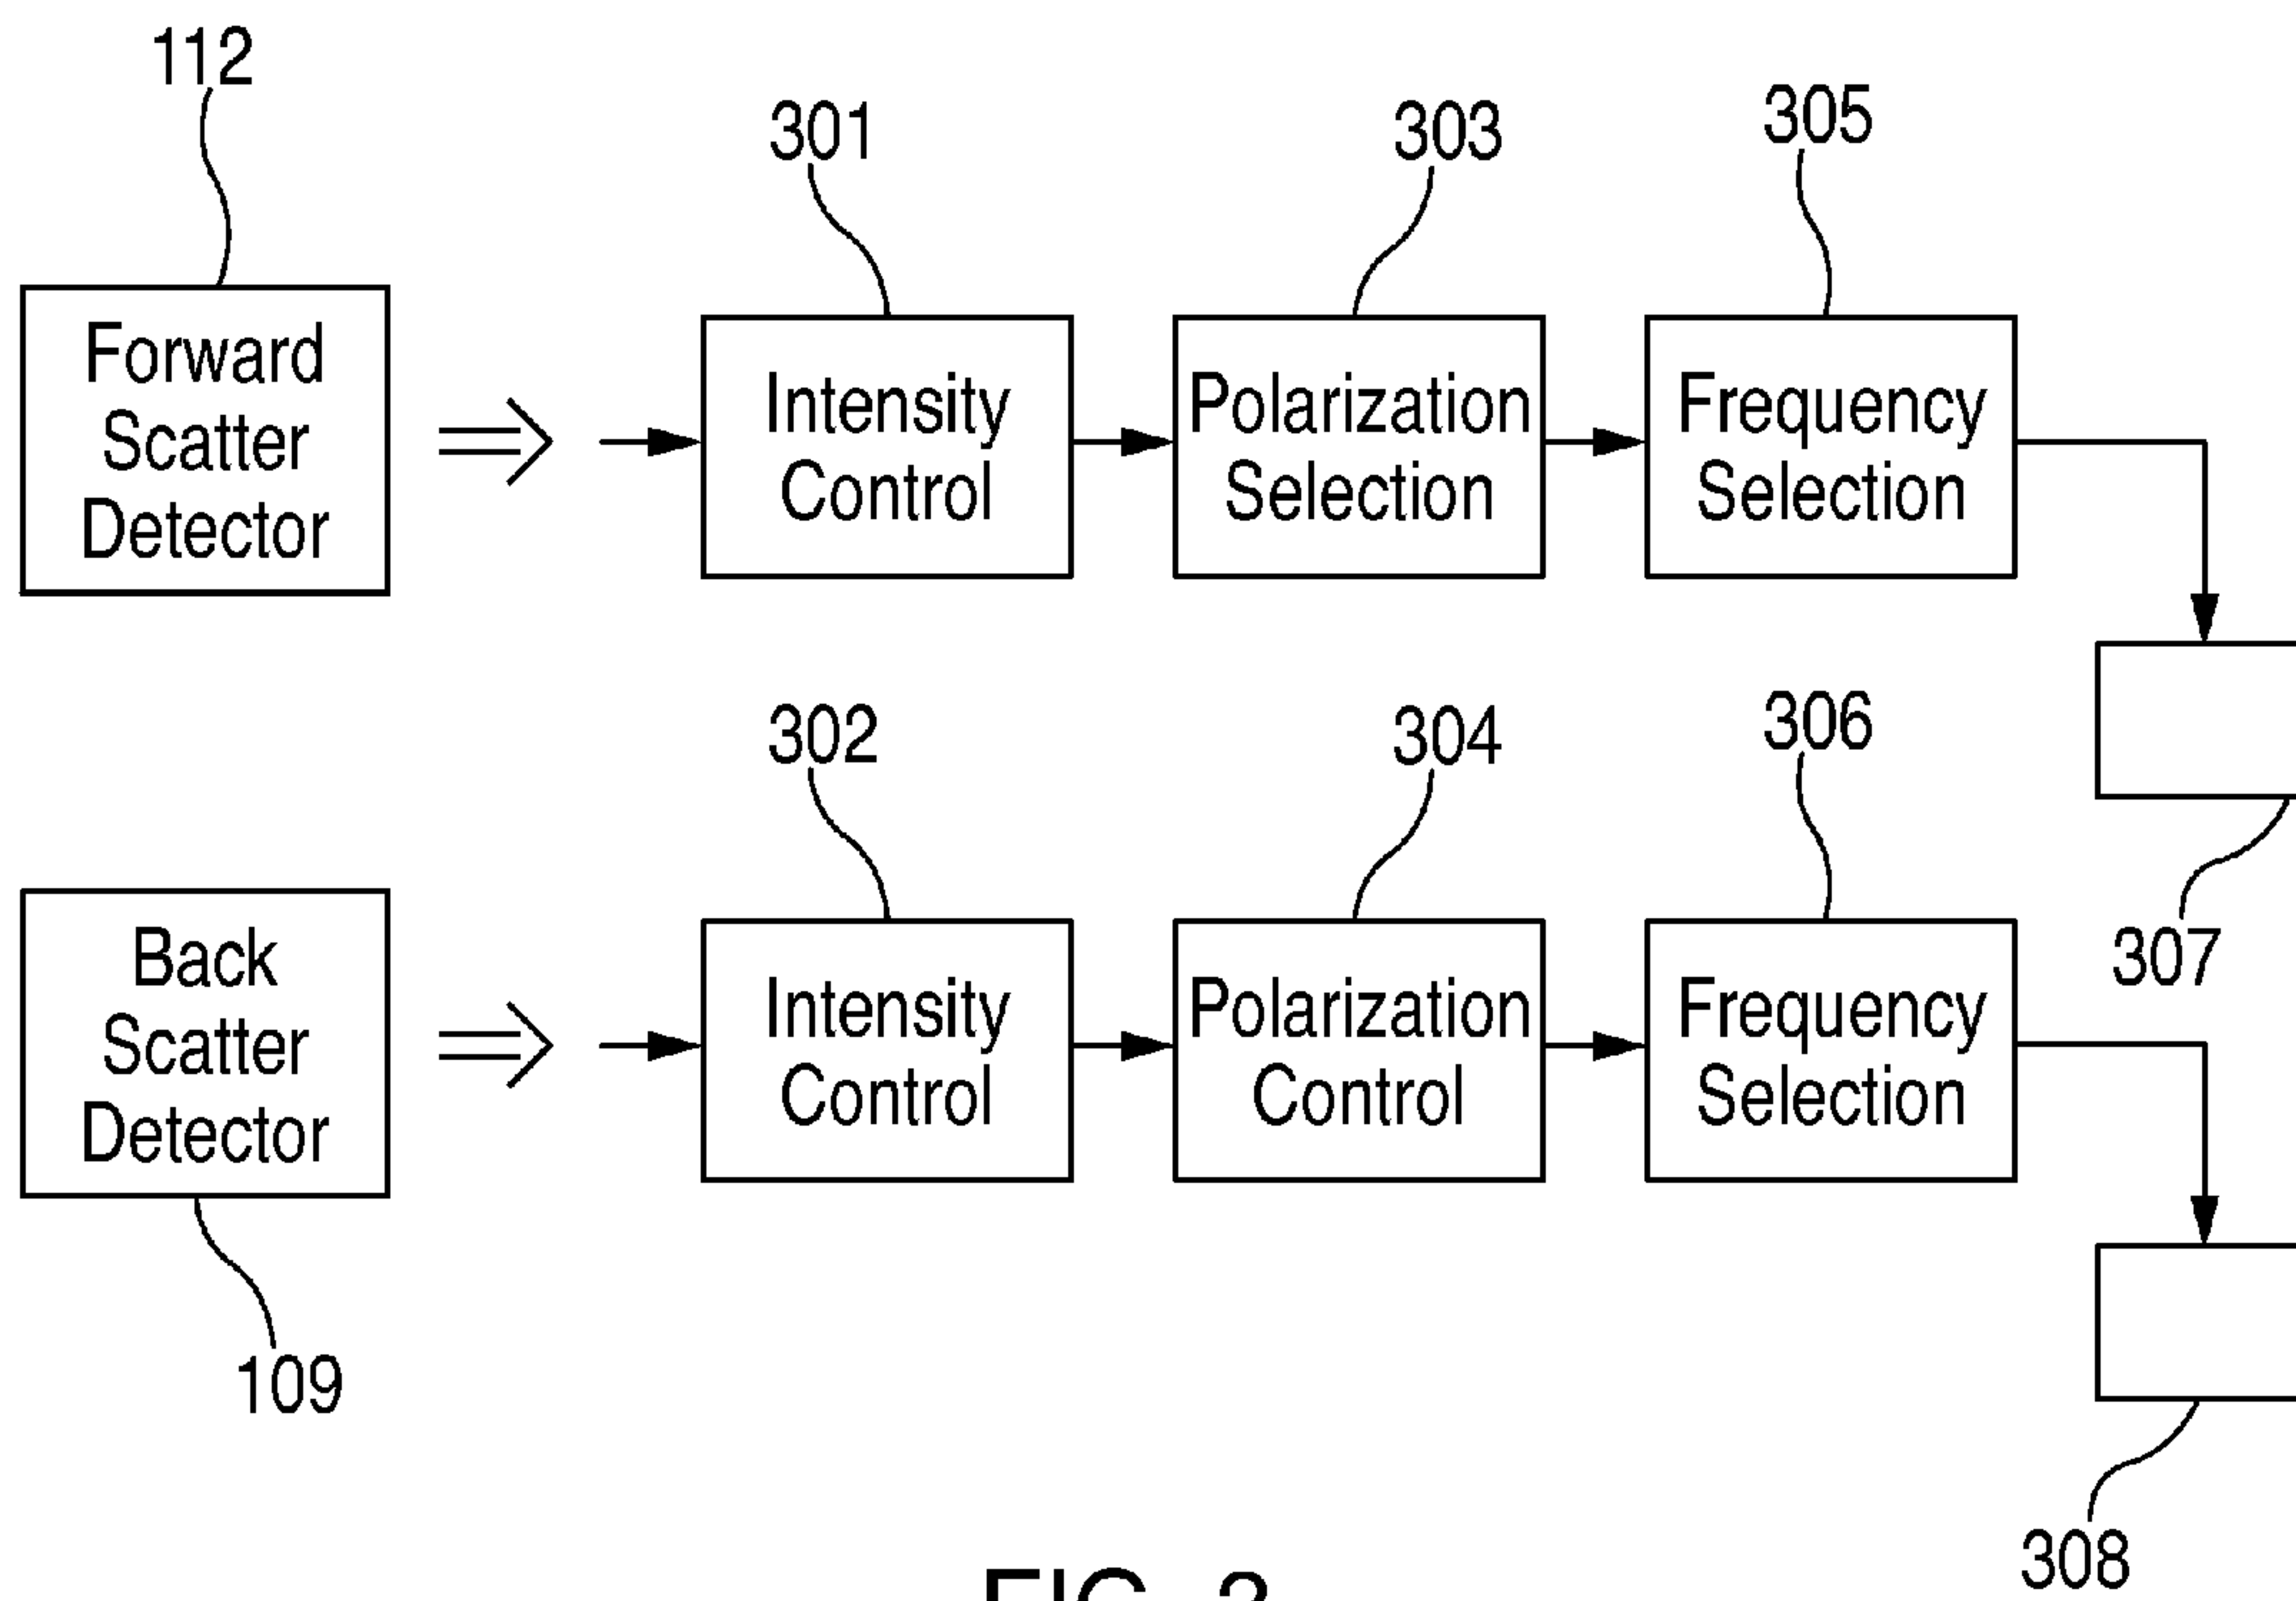 112
301
303
305
Forward
Scatter
Detector
Intensity
Control
Polarization
Selection
Frequency
Selection
302
304
306
307
Back
Scatter
Detector
Intensity
Control
Polarization
Control
Frequency
Selection
109
308
FIG.